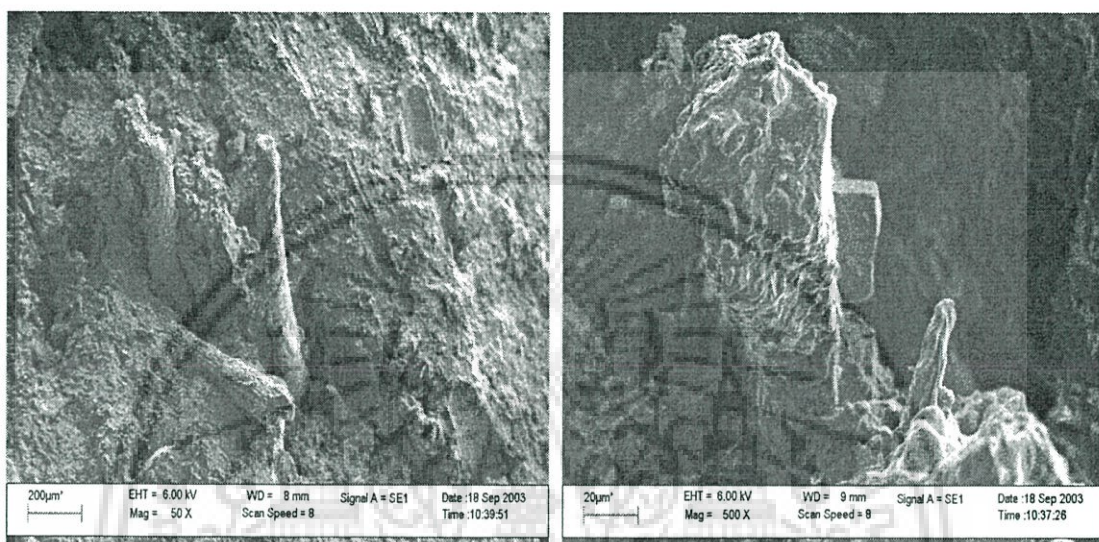 200µm*
EHT = 6.00 kV WD = 8 mm Signal A = SE1 Date :18 Sep 2003
Mag = 50 X Scan Speed = 8 Time :10:39:51
20µm*
EHT = 6.00 kV WD = 9 mm Signal A = SE1 Date :18 Sep 2003
Mag = 500 X Scan Speed = 8 Time :10:37:26